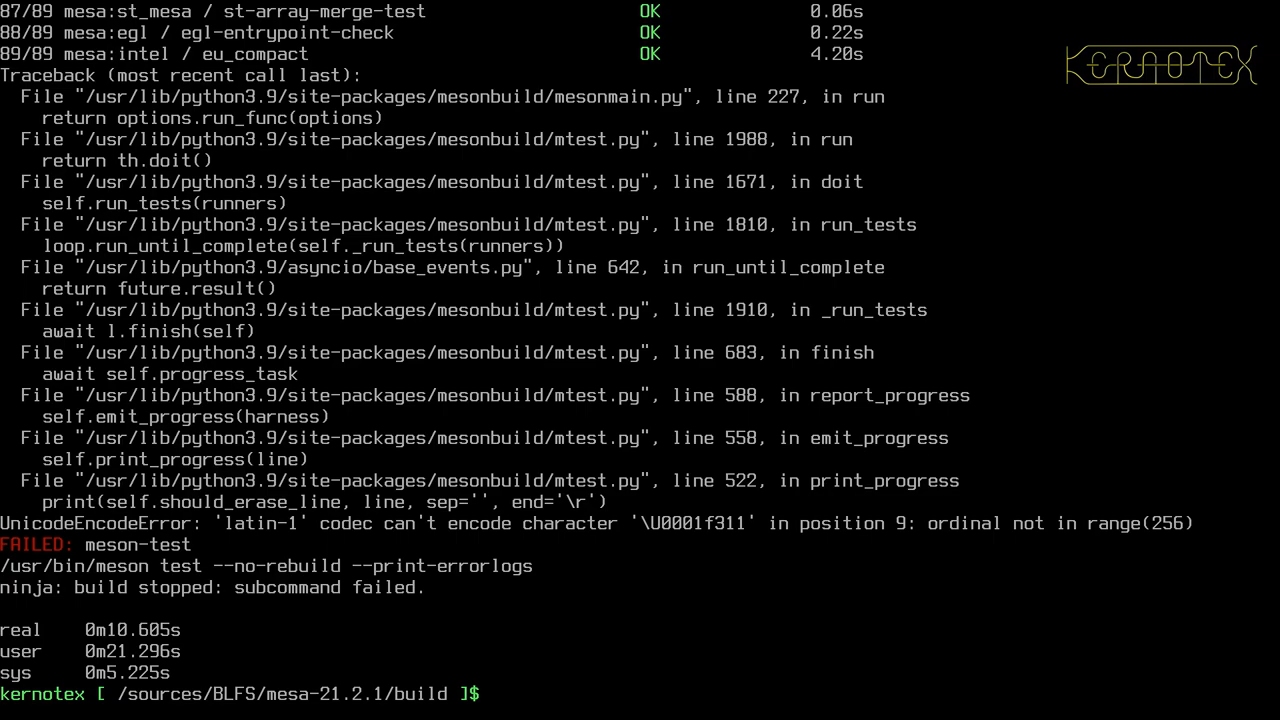 87/89 mesa:st_mesa / st-array-merge-test OK 0.06s
88/89 mesa:egl / egl-entrypoint-check OK 0.22s
89/89 mesa:intel / eu_compact OK 4.20s
KERNOTEX
Traceback (most recent call last):
File "/usr/lib/python3.9/site-packages/mesonbuild/mesonmain.py", line 227, in run
return options.run_func(options)
File "/usr/lib/python3.9/site-packages/mesonbuild/mtest.py", line 1988, in run
return th.doit()
File "/usr/lib/python3.9/site-packages/mesonbuild/mtest.py", line 1671, in doit
self.run_tests(runners)
File "/usr/lib/python3.9/site-packages/mesonbuild/mtest.py", line 1810, in run_tests
loop.run_until_complete(self._run_tests(runners))
File "/usr/lib/python3.9/asyncio/base_events.py", line 642, in run_until_complete
return future.result()
File "/usr/lib/python3.9/site-packages/mesonbuild/mtest.py", line 1910, in _run_tests
await l.finish(self)
File "/usr/lib/python3.9/site-packages/mesonbuild/mtest.py", line 683, in finish
await self.progress_task
File "/usr/lib/python3.9/site-packages/mesonbuild/mtest.py", line 588, in report_progress
self.emit_progress(harness)
File "/usr/lib/python3.9/site-packages/mesonbuild/mtest.py", line 558, in emit_progress
self.print_progress(line)
File "/usr/lib/python3.9/site-packages/mesonbuild/mtest.py", line 522, in print_progress
print(self.should_erase_line, line, sep='', end='\r')
UnicodeEncodeError: 'latin-1' codec can't encode character '\U0001f311' in position 9: ordinal not in range(256)
FAILED: meson-test
/usr/bin/meson test --no-rebuild --print-errorlogs
ninja: build stopped: subcommand failed.
real 0m10.605s
user 0m21.296s
sys 0m5.225s
kernotex [ /sources/BLFS/mesa-21.2.1/build ]$